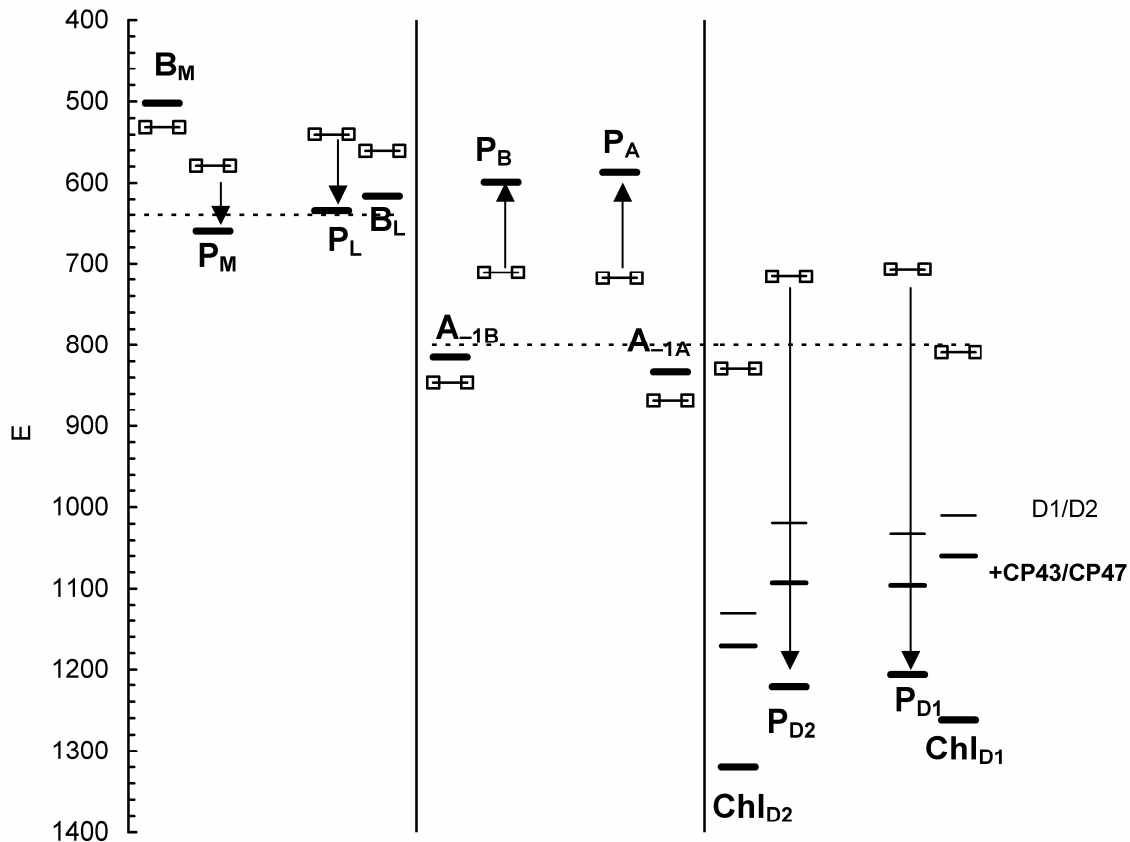 400
B_M
500
P_B
P_A
600
P_M
P_L
B_L
700
A_–1B
A_–1A
800
E
900
1000
D1/D2
+CP43/CP47
1100
1200
P_D2
P_D1
Chl_D1
1300
Chl_D2
1400